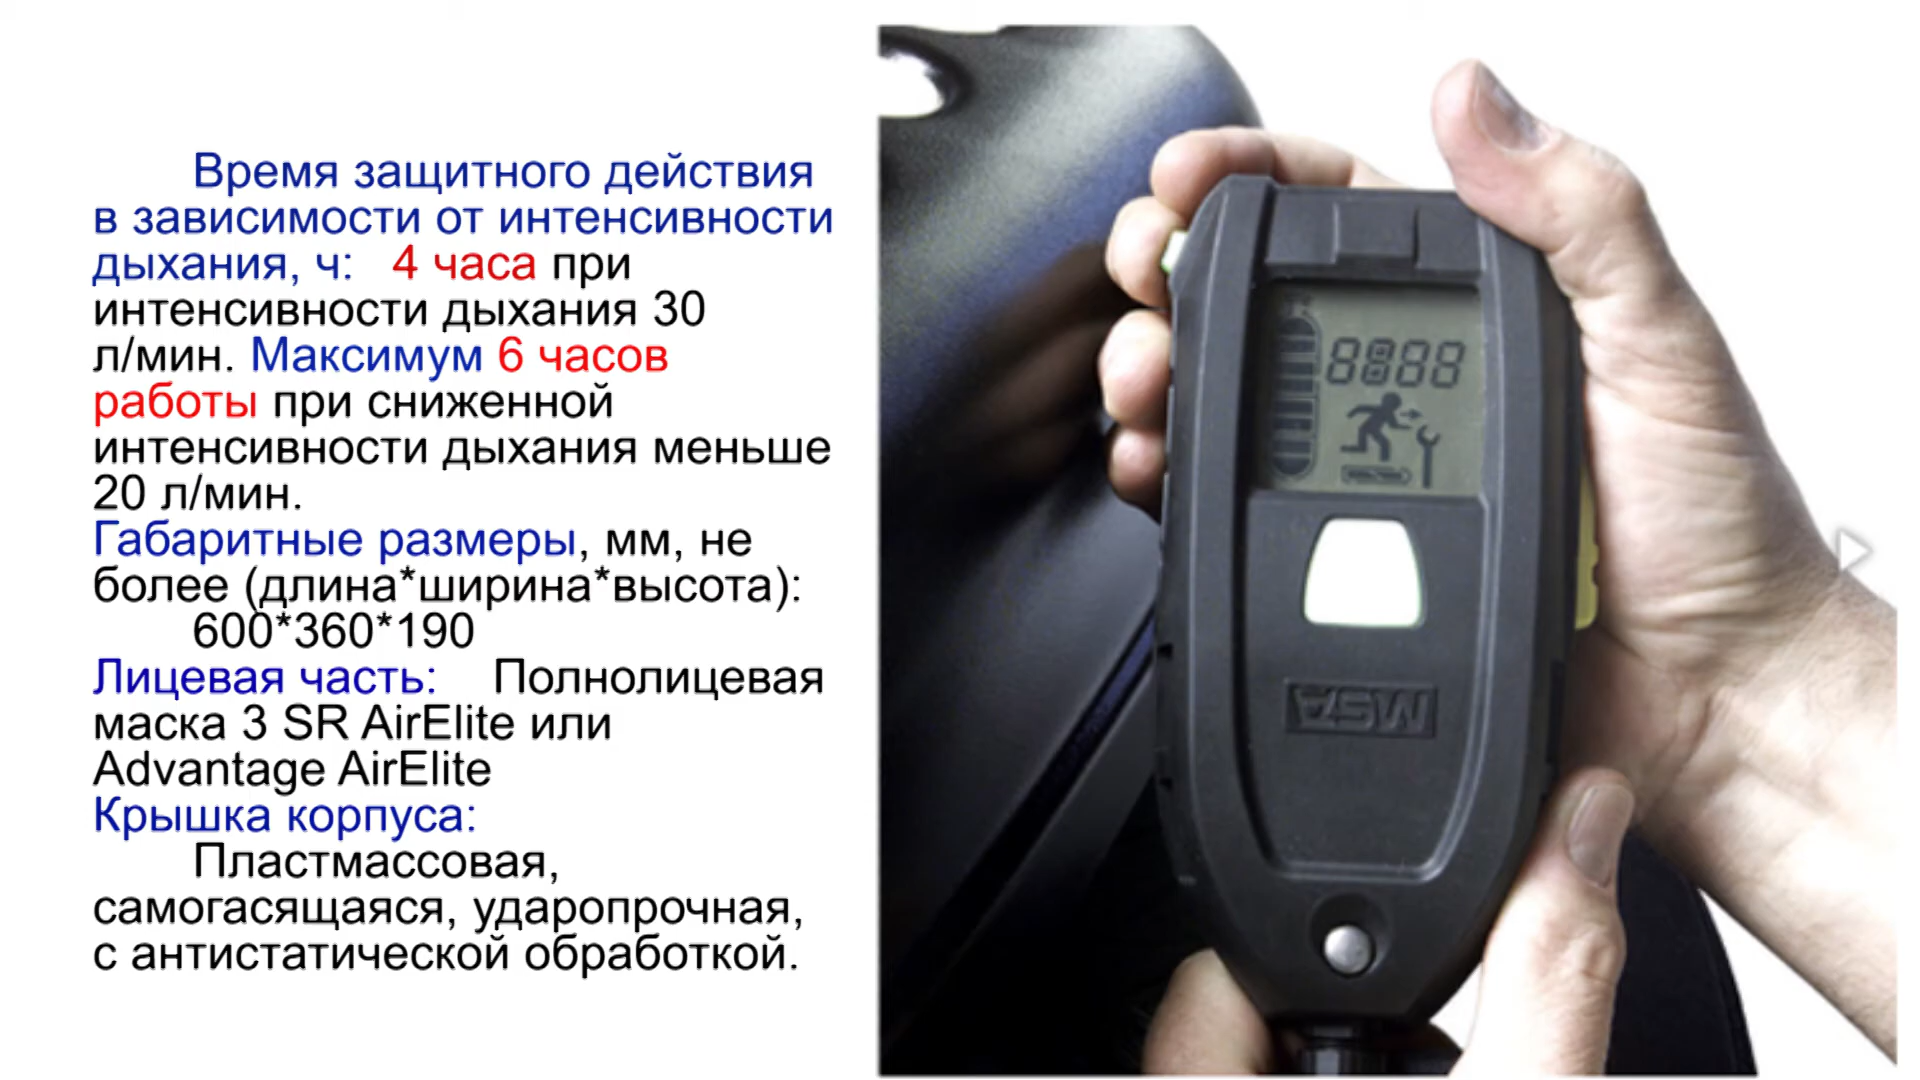 Время защитного действия
в зависимости от интенсивности
дыхания, ч: 4 часа при
интенсивности дыхания 30
л/мин. Максимум 6 часов
работы при сниженной
интенсивности дыхания меньше
20 л/мин.
Габаритные размеры, мм, не
более (длина*ширина*высота):
600*360*190
Лицевая часть: Полнолицевая
маска 3 SR AirElite или
Advantage AirElite
Крышка корпуса:
Пластмассовая,
самогасящаяся, ударопрочная,
с антистатической обработкой.
8888
MSA